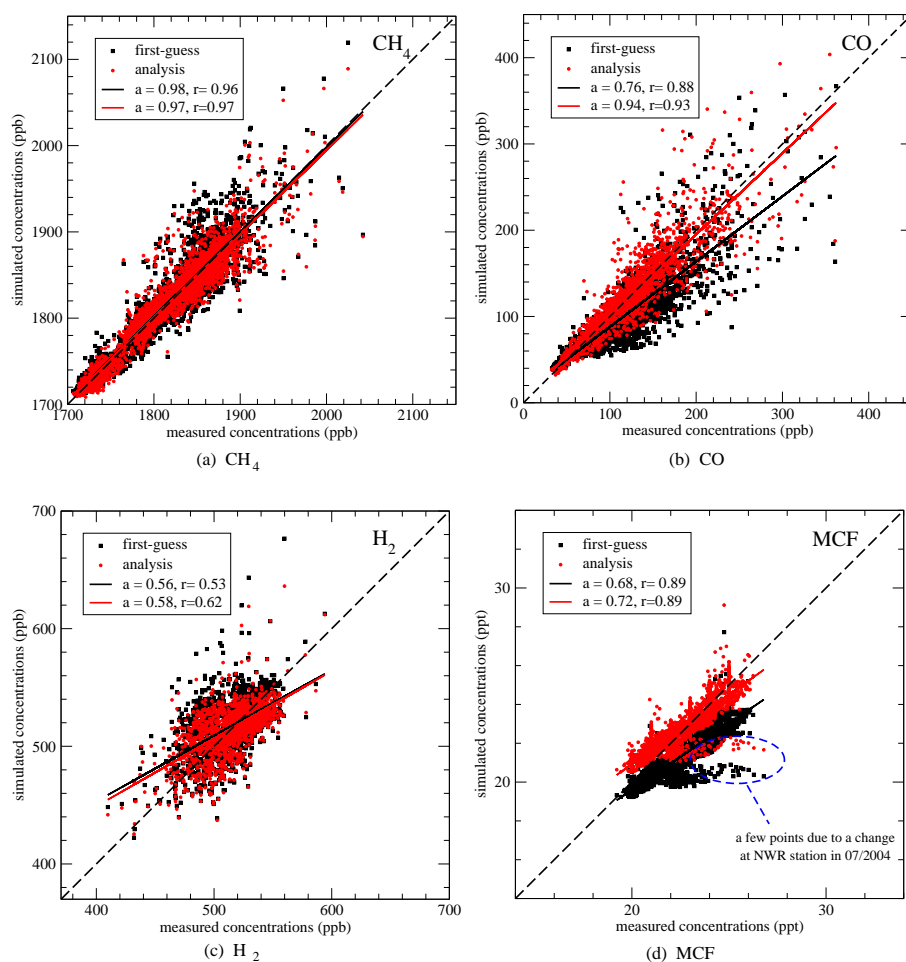 CH4
first-guess
analysis
a = 0.98, r= 0.96
a = 0.97, r=0.97
simulated concentrations (ppb)
2100
2000
1900
1800
1700
1700 1800 1900 2000 2100
measured concentrations (ppb)
(a) CH4
CO
first-guess
analysis
a = 0.76, r= 0.88
a = 0.94, r=0.93
simulated concentrations (ppb)
400
300
200
100
0
0 100 200 300 400
measured concentrations (ppb)
(b) CO
H2
first-guess
analysis
a = 0.56, r= 0.53
a = 0.58, r=0.62
simulated concentrations (ppb)
700
600
500
400
400 500 600 700
measured concentrations (ppb)
(c) H2
MCF
first-guess
analysis
a = 0.68, r= 0.89
a = 0.72, r=0.89
simulated concentrations (ppt)
30
20
a few points due to a change
at NWR station in 07/2004
20 30
measured concentrations (ppt)
(d) MCF